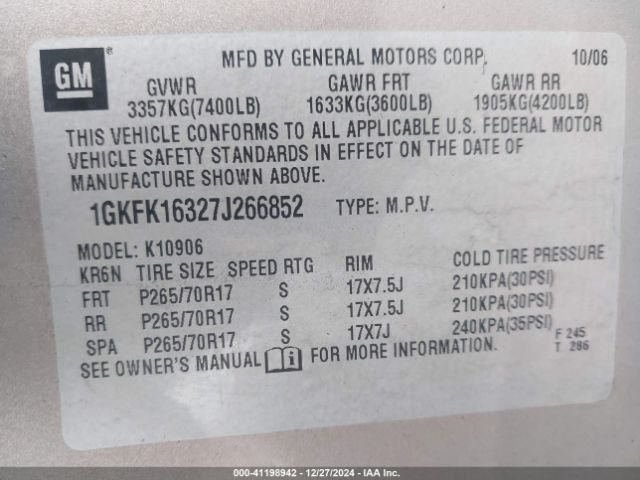 GM
MFD BY GENERAL MOTORS CORP. 10/06
GVWR GAWR FRT GAWR RR
3357KG(7400LB) 1633KG(3600LB) 1905KG(4200LB)
THIS VEHICLE CONFORMS TO ALL APPLICABLE U.S. FEDERAL MOTOR
VEHICLE SAFETY STANDARDS IN EFFECT ON THE DATE OF
MANUFACTURE SHOWN ABOVE.
1GKFK16327J266852 TYPE: M.P.V.
MODEL: K10906
KR6N TIRE SIZE SPEED RTG RIM COLD TIRE PRESSURE
FRT P265/70R17 S 17X7.5J 210KPA(30PSI)
RR P265/70R17 S 17X7.5J 210KPA(30PSI)
SPA P265/70R17 S 17X7J 240KPA(35PSI)
F 245
SEE OWNER'S MANUAL i FOR MORE INFORMATION. T 286
000-41198942 - 12/27/2024 - IAA Inc.